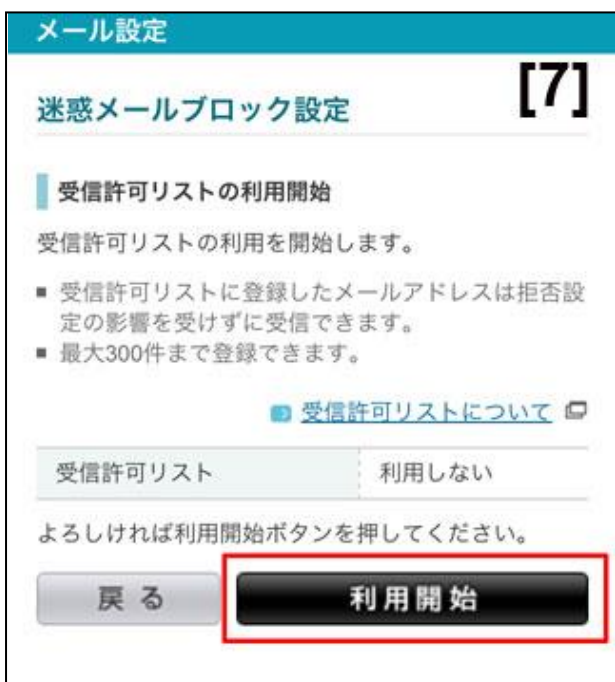 メール設定
[7]
迷惑メールブロック設定
受信許可リストの利用開始
受信許可リストの利用を開始します。
■ 受信許可リストに登録したメールアドレスは拒否設
定の影響を受けずに受信できます。
■ 最大300件まで登録できます。
受信許可リストについて
受信許可リスト 利用しない
よろしければ利用開始ボタンを押してください。
戻る 利用開始